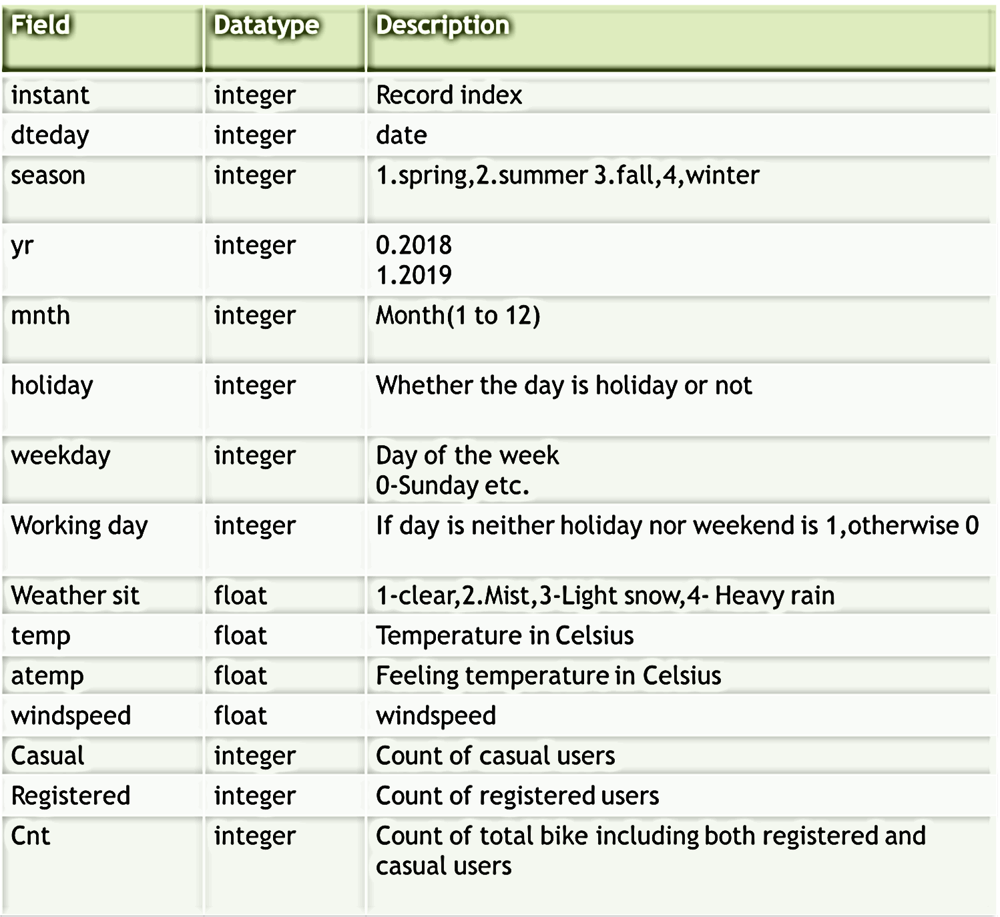 Field Datatype Description
instant integer Record index
dteday integer date
season integer 1.spring,2.summer 3.fall,4,winter
yr integer 0.2018
1.2019
mnth integer Month(1 to 12)
holiday integer Whether the day is holiday or not
weekday integer Day of the week
0-Sunday etc.
Working day integer If day is neither holiday nor weekend is 1,otherwise 0
Weather sit float 1-clear,2.Mist,3-Light snow,4- Heavy rain
temp float Temperature in Celsius
atemp float Feeling temperature in Celsius
windspeed float windspeed
Casual integer Count of casual users
Registered integer Count of registered users
Cnt integer Count of total bike including both registered and
casual users